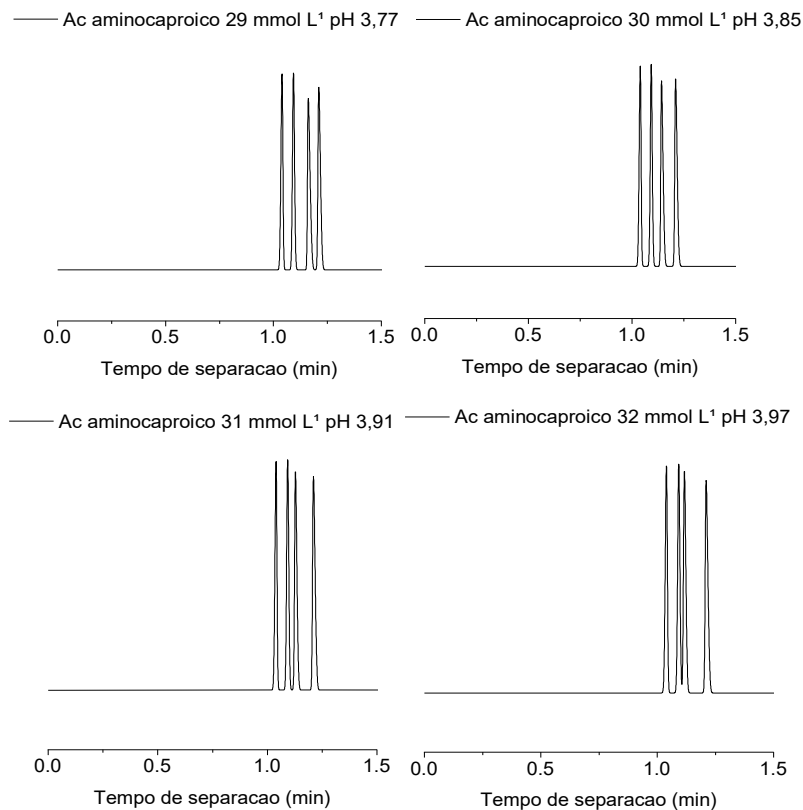 Ac aminocaproico 29 mmol L¹ pH 3,77
Ac aminocaproico 30 mmol L¹ pH 3,85
0.0 0.5 1.0 1.5
Tempo de separacao (min)
0.0 0.5 1.0 1.5
Tempo de separacao (min)
Ac aminocaproico 31 mmol L¹ pH 3,91
Ac aminocaproico 32 mmol L¹ pH 3,97
0.0 0.5 1.0 1.5
Tempo de separacao (min)
0.0 0.5 1.0 1.5
Tempo de separacao (min)